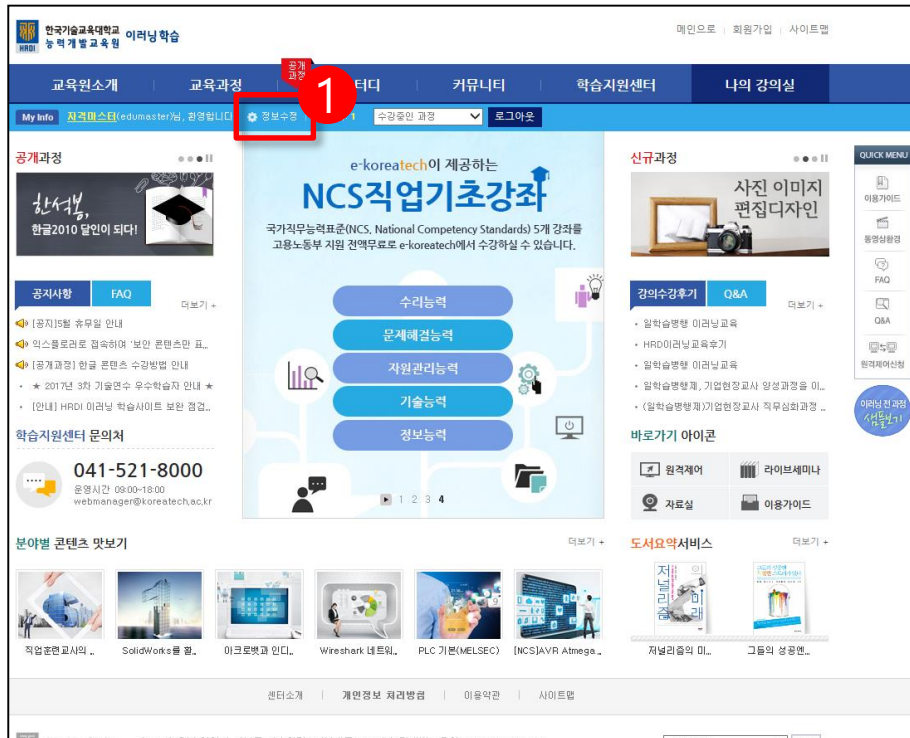 한국기술교육대학교
능력개발교육원 이러닝학습
HRDI
메인으로 회원가입 사이트맵
공개
과정
교육원소개 교육과정 터디 커뮤니티 학습지원센터 나의 강의실
1
My Info 자격마스터(edumaster)님, 환영합니다 정보수정 1 수강중인 과정 로그아웃
공개과정
한석봉,
한글2010 달인이 되다!
e-koreatech이 제공하는
NCS직업기초강좌
국가직무능력표준(NCS, National Competency Standards) 5개 강좌를
고용노동부 지원 전액무료로 e-koreatech에서 수강하실 수 있습니다.
수리능력
문제해결능력
자원관리능력
기술능력
정보능력
1 2 3 4
신규과정
사진 이미지
편집디자인
QUICK MENU
이용가이드
동영상환경
FAQ
Q&A
원격제어신청
이러닝 전 과정
샘플보기
공지사항 FAQ 더보기 +
[공지]5월 휴무일 안내
익스플로러로 접속하여 '보안 콘텐츠만 표...
[공개과정] 한글 콘텐츠 수강방법 안내
★ 2017년 3차 기술연수 우수학습자 안내 ★
[안내] HRDI 이러닝 학습사이트 보완 점검...
강의수강후기 Q&A 더보기 +
일학습병행 이러닝교육
HRD이러닝교육후기
일학습병행 이러닝교육
일학습병행제, 기업현장교사 양성과정을 이...
(일학습병행제)기업현장교사 직무심화과정 ...
학습지원센터 문의처
041-521-8000
운영시간 09:00~18:00
webmanager@koreatech.ac.kr
바로가기 아이콘
원격제어 라이브세미나
자료실 이용가이드
분야별 콘텐츠 맛보기 더보기 +
직업훈련교사의 ... SolidWorks를 활... 아크로뱃과 인디... Wireshark 네트워... PLC 기본(MELSEC) [NCS]AVR Atmega...
도서요약서비스 더보기 +
저널리즘의 미래
저널리즘의 미... 그들의 성공엔...
센터소개 개인정보 처리방침 이용약관 사이트맵